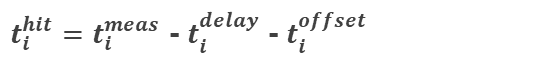 t_i^{hit} = t_i^{meas} - t_i^{delay} - t_i^{offset}